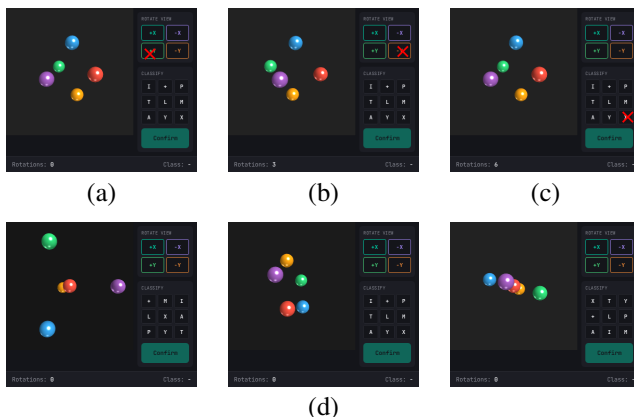 ROTATE VIEW
+X -X
+Y
CLASSIFY
I + P
T L M
A Y X
Confirm
Rotations: 0 Class: -
(a)
ROTATE VIEW
+X -X
+Y
CLASSIFY
I + P
T L M
A Y X
Confirm
Rotations: 3 Class: -
(b)
ROTATE VIEW
+X -X
+Y -Y
CLASSIFY
I + P
T L M
A Y
Confirm
Rotations: 6 Class: -
(c)
ROTATE VIEW
+X -X
+Y -Y
CLASSIFY
+ M I
L X A
P Y T
Confirm
Rotations: 0 Class: -
ROTATE VIEW
+X -X
+Y -Y
CLASSIFY
I + P
T L M
A Y X
Confirm
Rotations: 0 Class: -
ROTATE VIEW
+X -X
+Y -Y
CLASSIFY
X T Y
+ L P
A I M
Confirm
Rotations: 0 Class: -
(d)